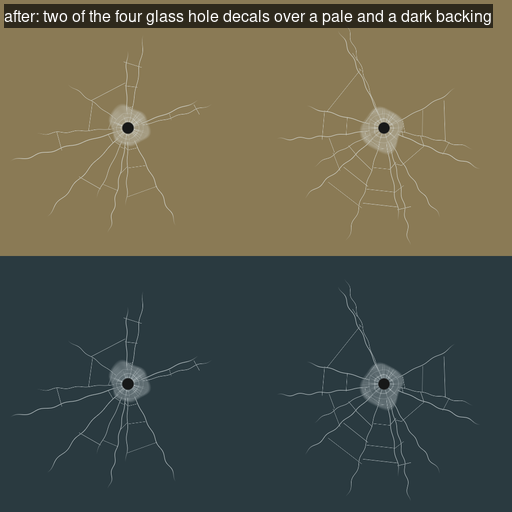 after: two of the four glass hole decals over a pale and a dark backing